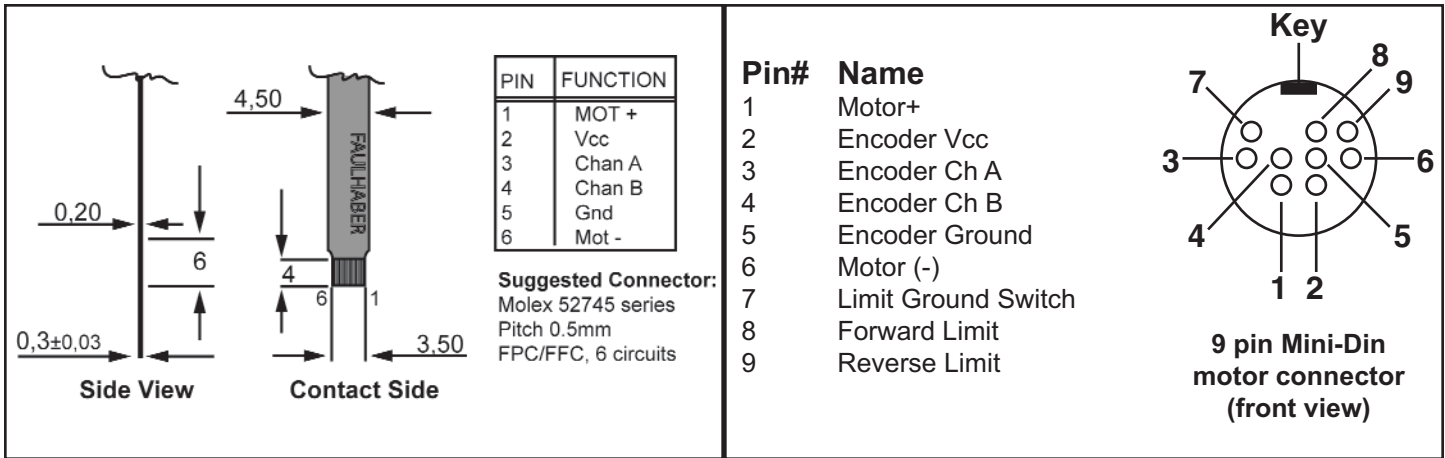 4,50
0,20
6
4
6
1
0,3±0,03
3,50
FAULHABER
Side View
Contact Side
PIN FUNCTION
1 MOT +
2 Vcc
3 Chan A
4 Chan B
5 Gnd
6 Mot -
Suggested Connector:
Molex 52745 series
Pitch 0.5mm
FPC/FFC, 6 circuits
Pin# Name
1 Motor+
2 Encoder Vcc
3 Encoder Ch A
4 Encoder Ch B
5 Encoder Ground
6 Motor (-)
7 Limit Ground Switch
8 Forward Limit
9 Reverse Limit
Key
8
7 9
3 6
4 5
1 2
9 pin Mini-Din
motor connector
(front view)